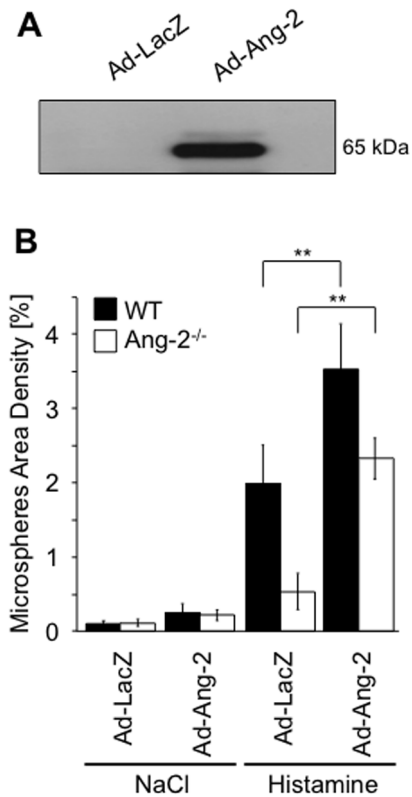 A
Ad-LacZ
Ad-Ang-2
65 kDa
B
**
**
WT
Ang-2-/-
Microspheres Area Density [%]
4
3
2
1
0
Ad-LacZ
Ad-Ang-2
Ad-LacZ
Ad-Ang-2
NaCl
Histamine